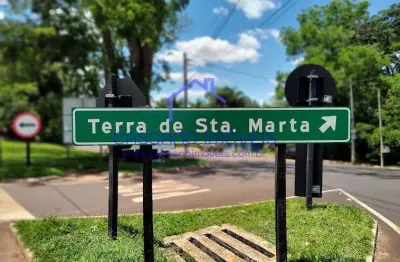 Terra de Sta. Marta